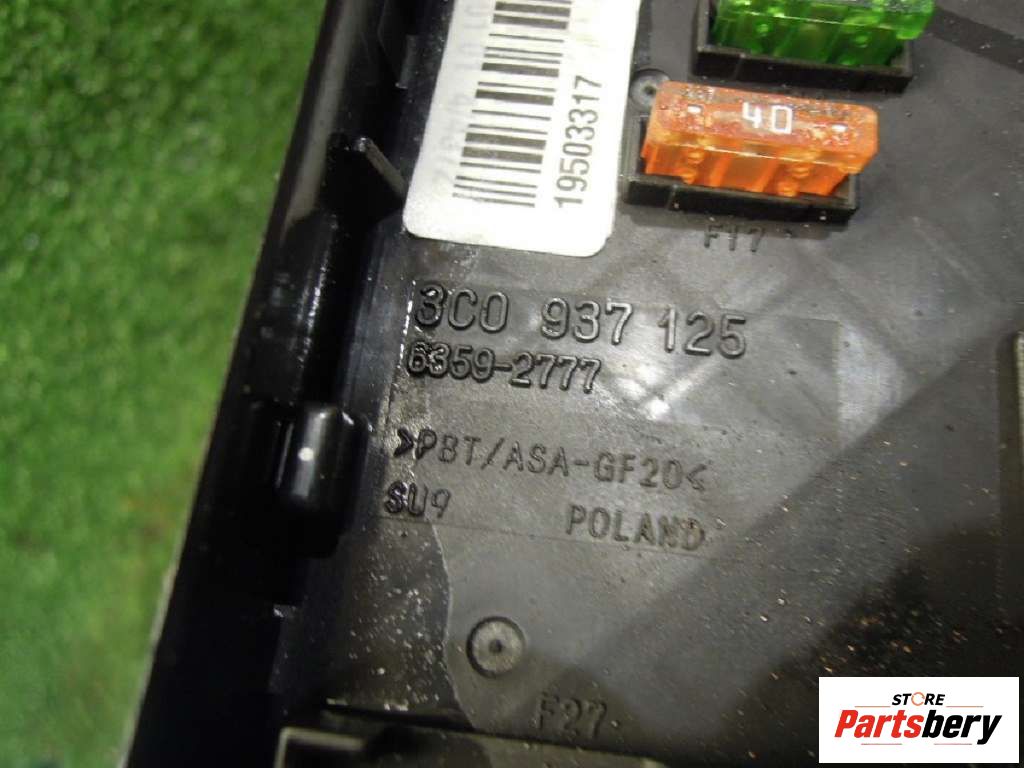 19503317
40
F17
3C0 937 125
6359-2777
>PBT/ASA-GF20<
SU9 POLAND
F27
STORE
Partsbery